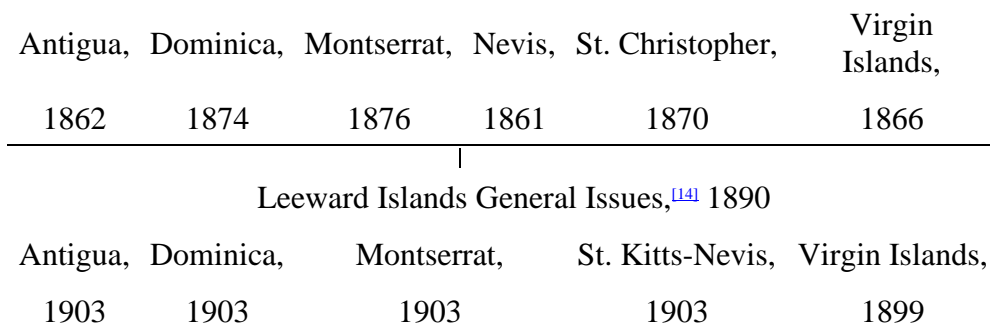 Antigua, Dominica, Montserrat, Nevis, St. Christopher, Virgin Islands,
1862 1874 1876 1861 1870 1866
Leeward Islands General Issues,[14] 1890
Antigua, Dominica, Montserrat, St. Kitts-Nevis, Virgin Islands,
1903 1903 1903 1903 1899